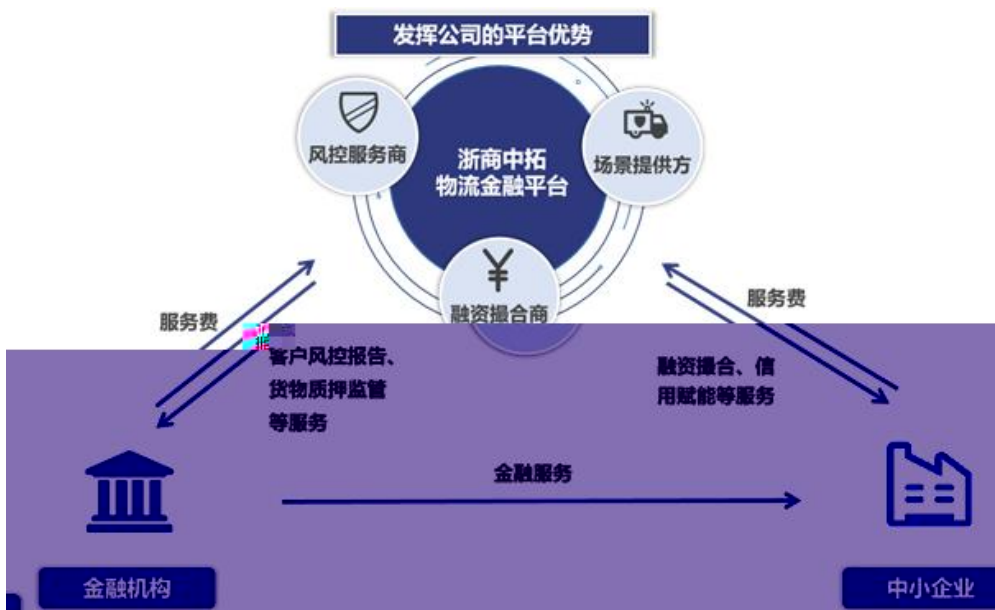 发挥公司的平台优势
风控服务商
场景提供方
浙商中拓
物流金融平台
¥
融资撮合商
服务费
服务费
客户风控报告、
货物质押监管
等服务
融资撮合、信
用赋能等服务
金融服务
金融机构
中小企业